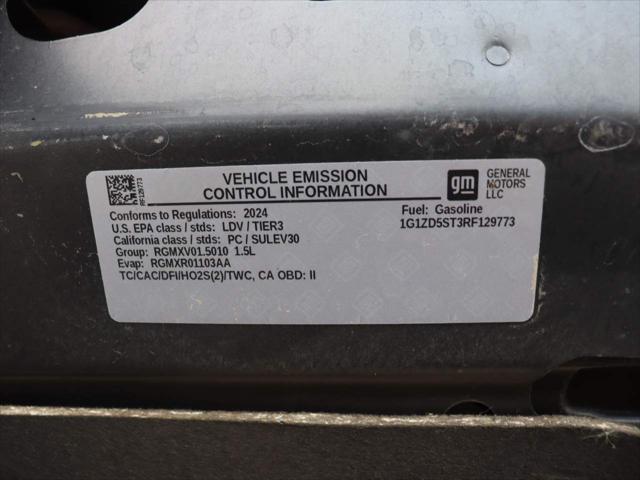 RF129773
VEHICLE EMISSION
CONTROL INFORMATION
gm
GENERAL
MOTORS
LLC
Conforms to Regulations: 2024
U.S. EPA class / stds: LDV / TIER3
California class / stds: PC / SULEV30
Group: RGMXV01.5010 1.5L
Evap: RGMXR01103AA
TC/CAC/DFI/HO2S(2)/TWC, CA OBD: II
Fuel: Gasoline
1G1ZD5ST3RF129773